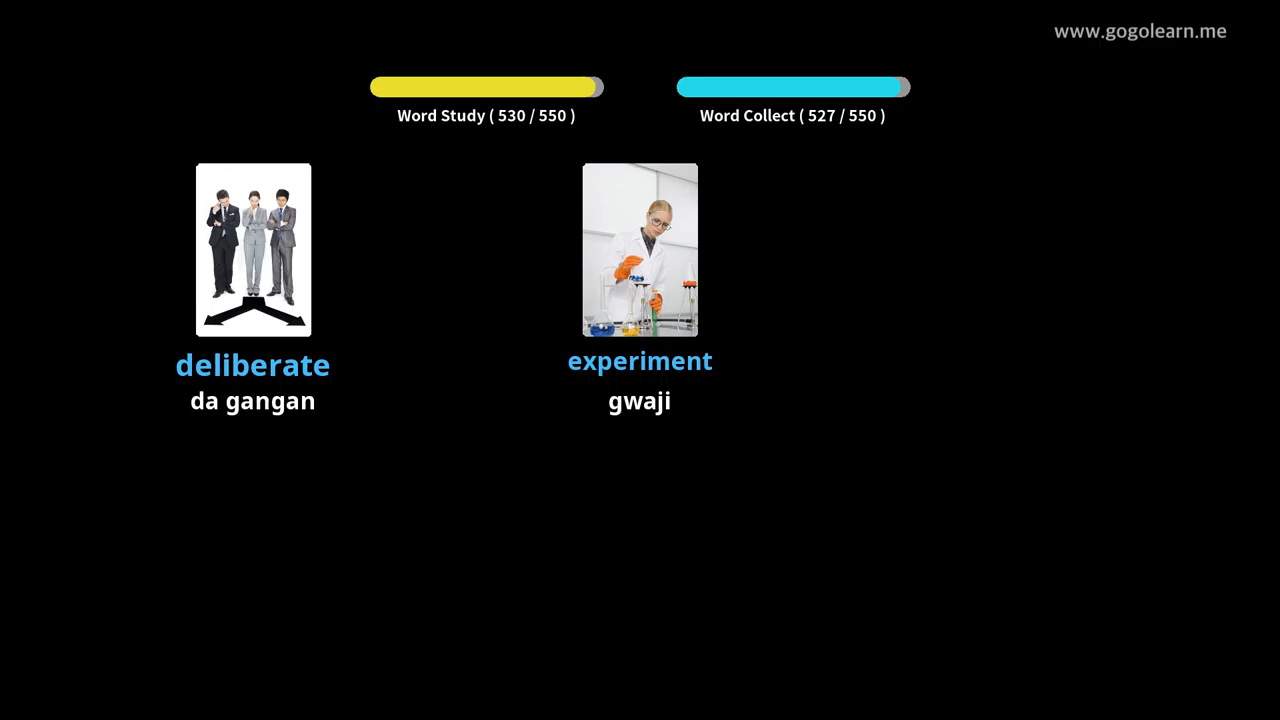 www.gogolearn.me
Word Study ( 530 / 550 )
Word Collect ( 527 / 550 )
deliberate
da gangan
experiment
gwaji